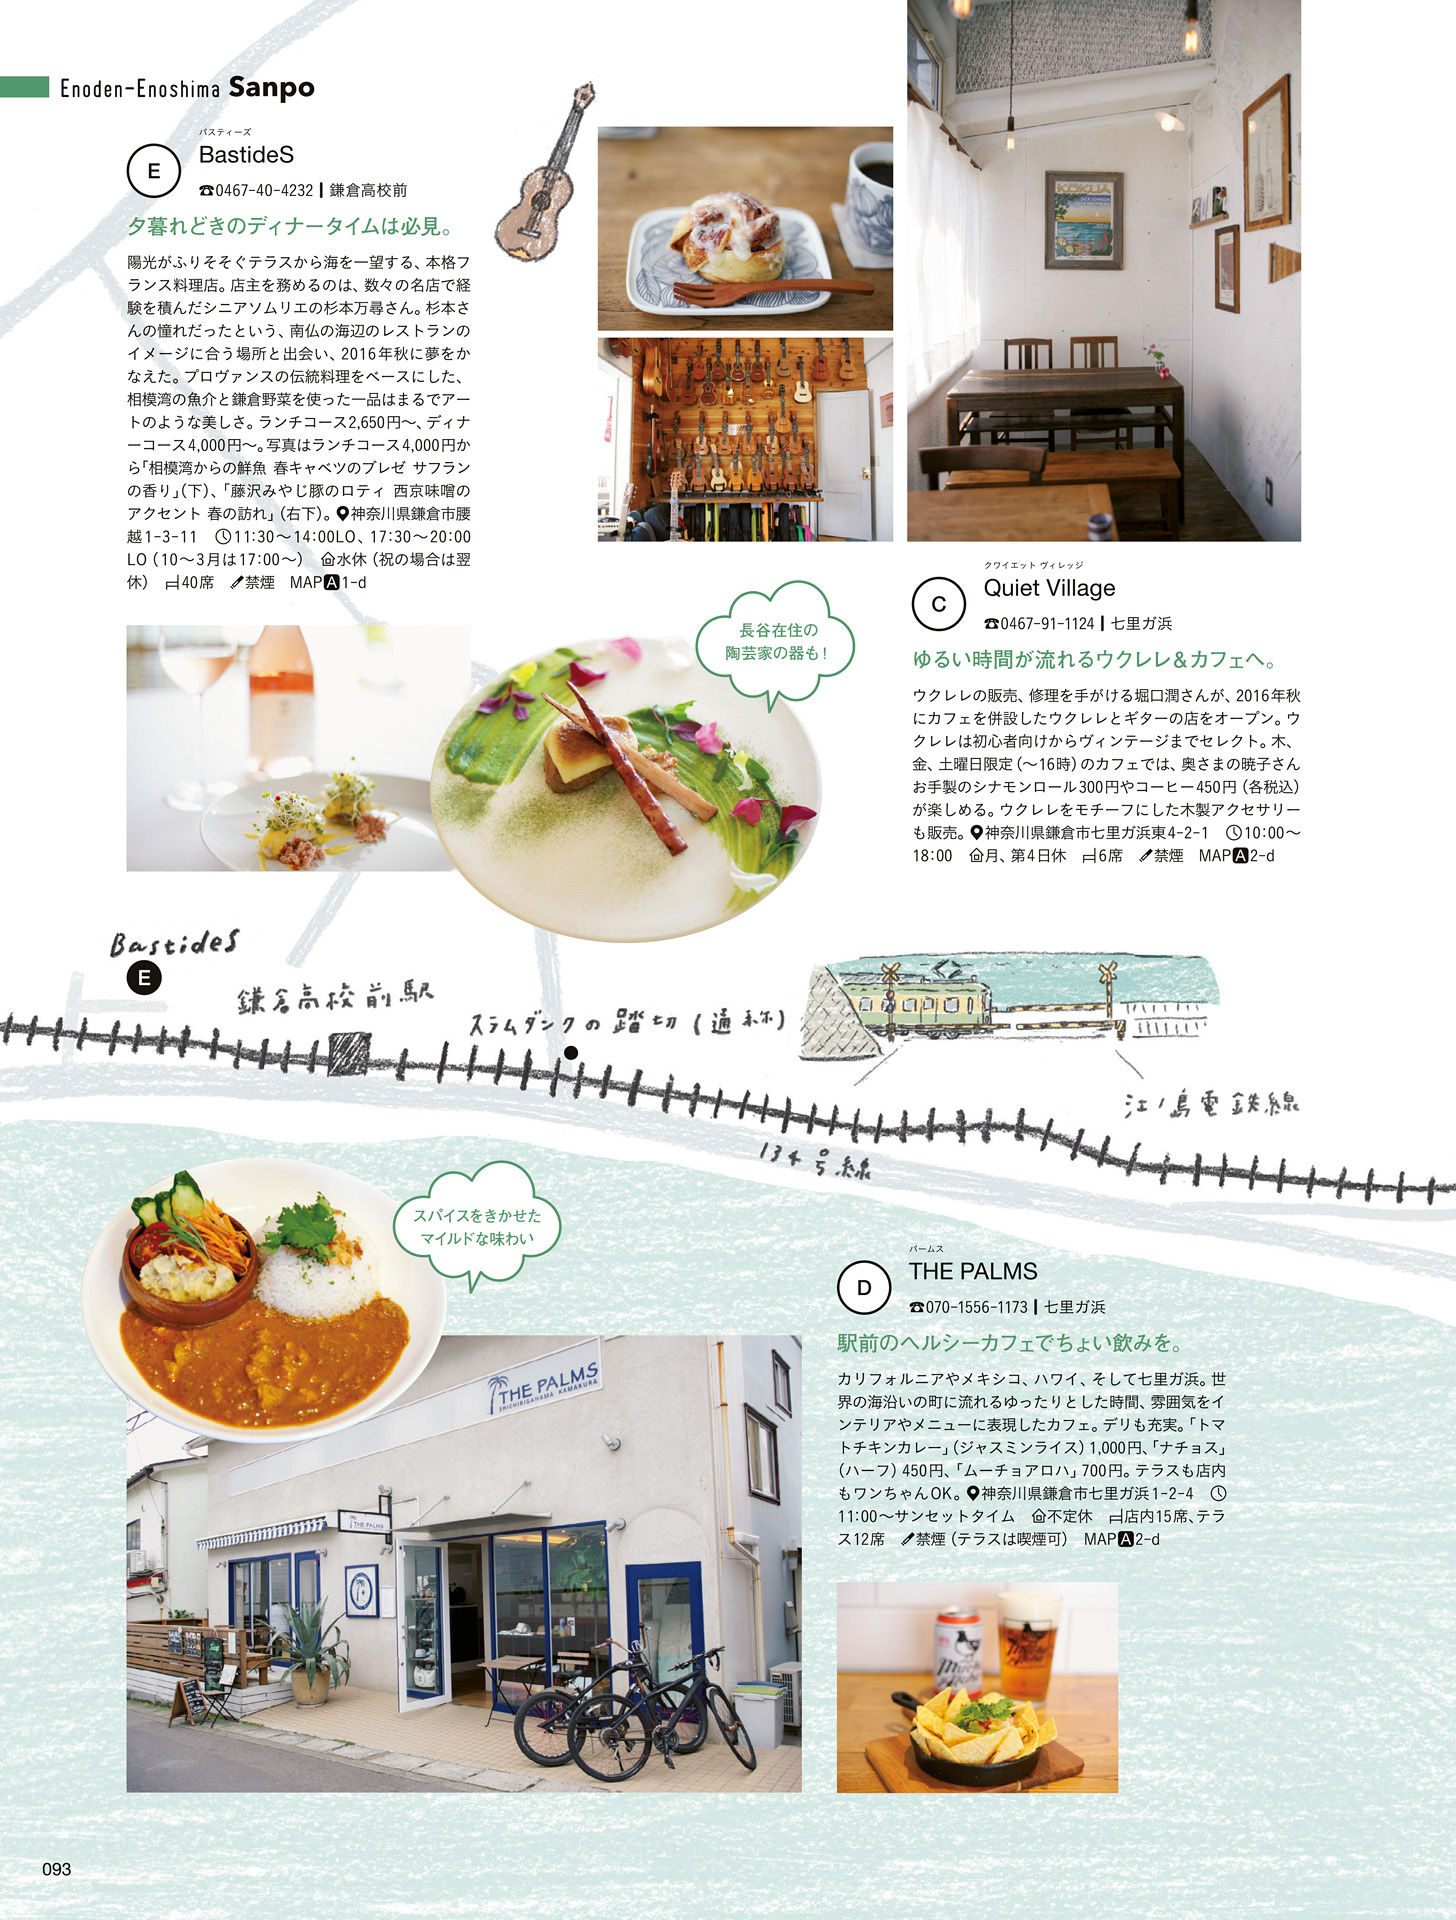 Enoden-Enoshima Sanpo
E
バスティーズ
BastideS
☎0467-40-4232 | 鎌倉高校前
夕暮れどきのディナータイムは必見。
陽光がふりそそぐテラスから海を一望する、本格フ
ランス料理店。店主を務めるのは、数々の名店で経
験を積んだシニアソムリエの杉本万尋さん。杉本さ
んの憧れだったという、南仏の海辺のレストランの
イメージに合う場所と出会い、2016年秋に夢をか
なえた。プロヴァンスの伝統料理をベースにした、
相模湾の魚介と鎌倉野菜を使った一品はまるでアー
トのような美しさ。ランチコース2,650円〜、ディナ
ーコース4,000円〜。写真はランチコース4,000円か
ら「相模湾からの鮮魚 春キャベツのブレゼ サフラン
の香り」(下)、「藤沢みやじ豚のロティ 西京味噌の
アクセント 春の訪れ」(右下)。神奈川県鎌倉市腰
越1-3-11 11:30〜14:00LO、17:30〜20:00
LO(10〜3月は17:00〜) 水休(祝の場合は翌
休) 40席 禁煙 MAP A 1-d
長谷在住の
陶芸家の器も!
C
クワイエット ヴィレッジ
Quiet Village
☎0467-91-1124 | 七里ガ浜
ゆるい時間が流れるウクレレ&カフェへ。
ウクレレの販売、修理を手がける堀口潤さんが、2016年秋
にカフェを併設したウクレレとギターの店をオープン。ウ
クレレは初心者向けからヴィンテージまでセレクト。木、
金、土曜日限定(〜16時)のカフェでは、奥さまの暁子さん
お手製のシナモンロール300円やコーヒー450円(各税込)
が楽しめる。ウクレレをモチーフにした木製アクセサリー
も販売。神奈川県鎌倉市七里ガ浜東4-2-1 10:00〜
18:00 月、第4日休 6席 禁煙 MAP A 2-d
KOKUA
BastideS
E
鎌倉高校前駅
スラムダンクの踏切(通称)
江ノ島電鉄線
134号線
スパイスをきかせた
マイルドな味わい
THE PALMS
SHICHIRIGAHAMA KAMAKURA
THE PALMS
D
パームス
THE PALMS
☎070-1556-1173 | 七里ガ浜
駅前のヘルシーカフェでちょい飲みを。
カリフォルニアやメキシコ、ハワイ、そして七里ガ浜。世
界の海沿いの町に流れるゆったりとした時間、雰囲気をイ
ンテリアやメニューに表現したカフェ。デリも充実。「トマ
トチキンカレー」(ジャスミンライス)1,000円、「ナチョス」
(ハーフ)450円、「ムーチョアロハ」700円。テラスも店内
もワンちゃんOK。神奈川県鎌倉市七里ガ浜1-2-4
11:00〜サンセットタイム 不定休 店内15席、テラ
ス12席 禁煙(テラスは喫煙可) MAP A 2-d
093